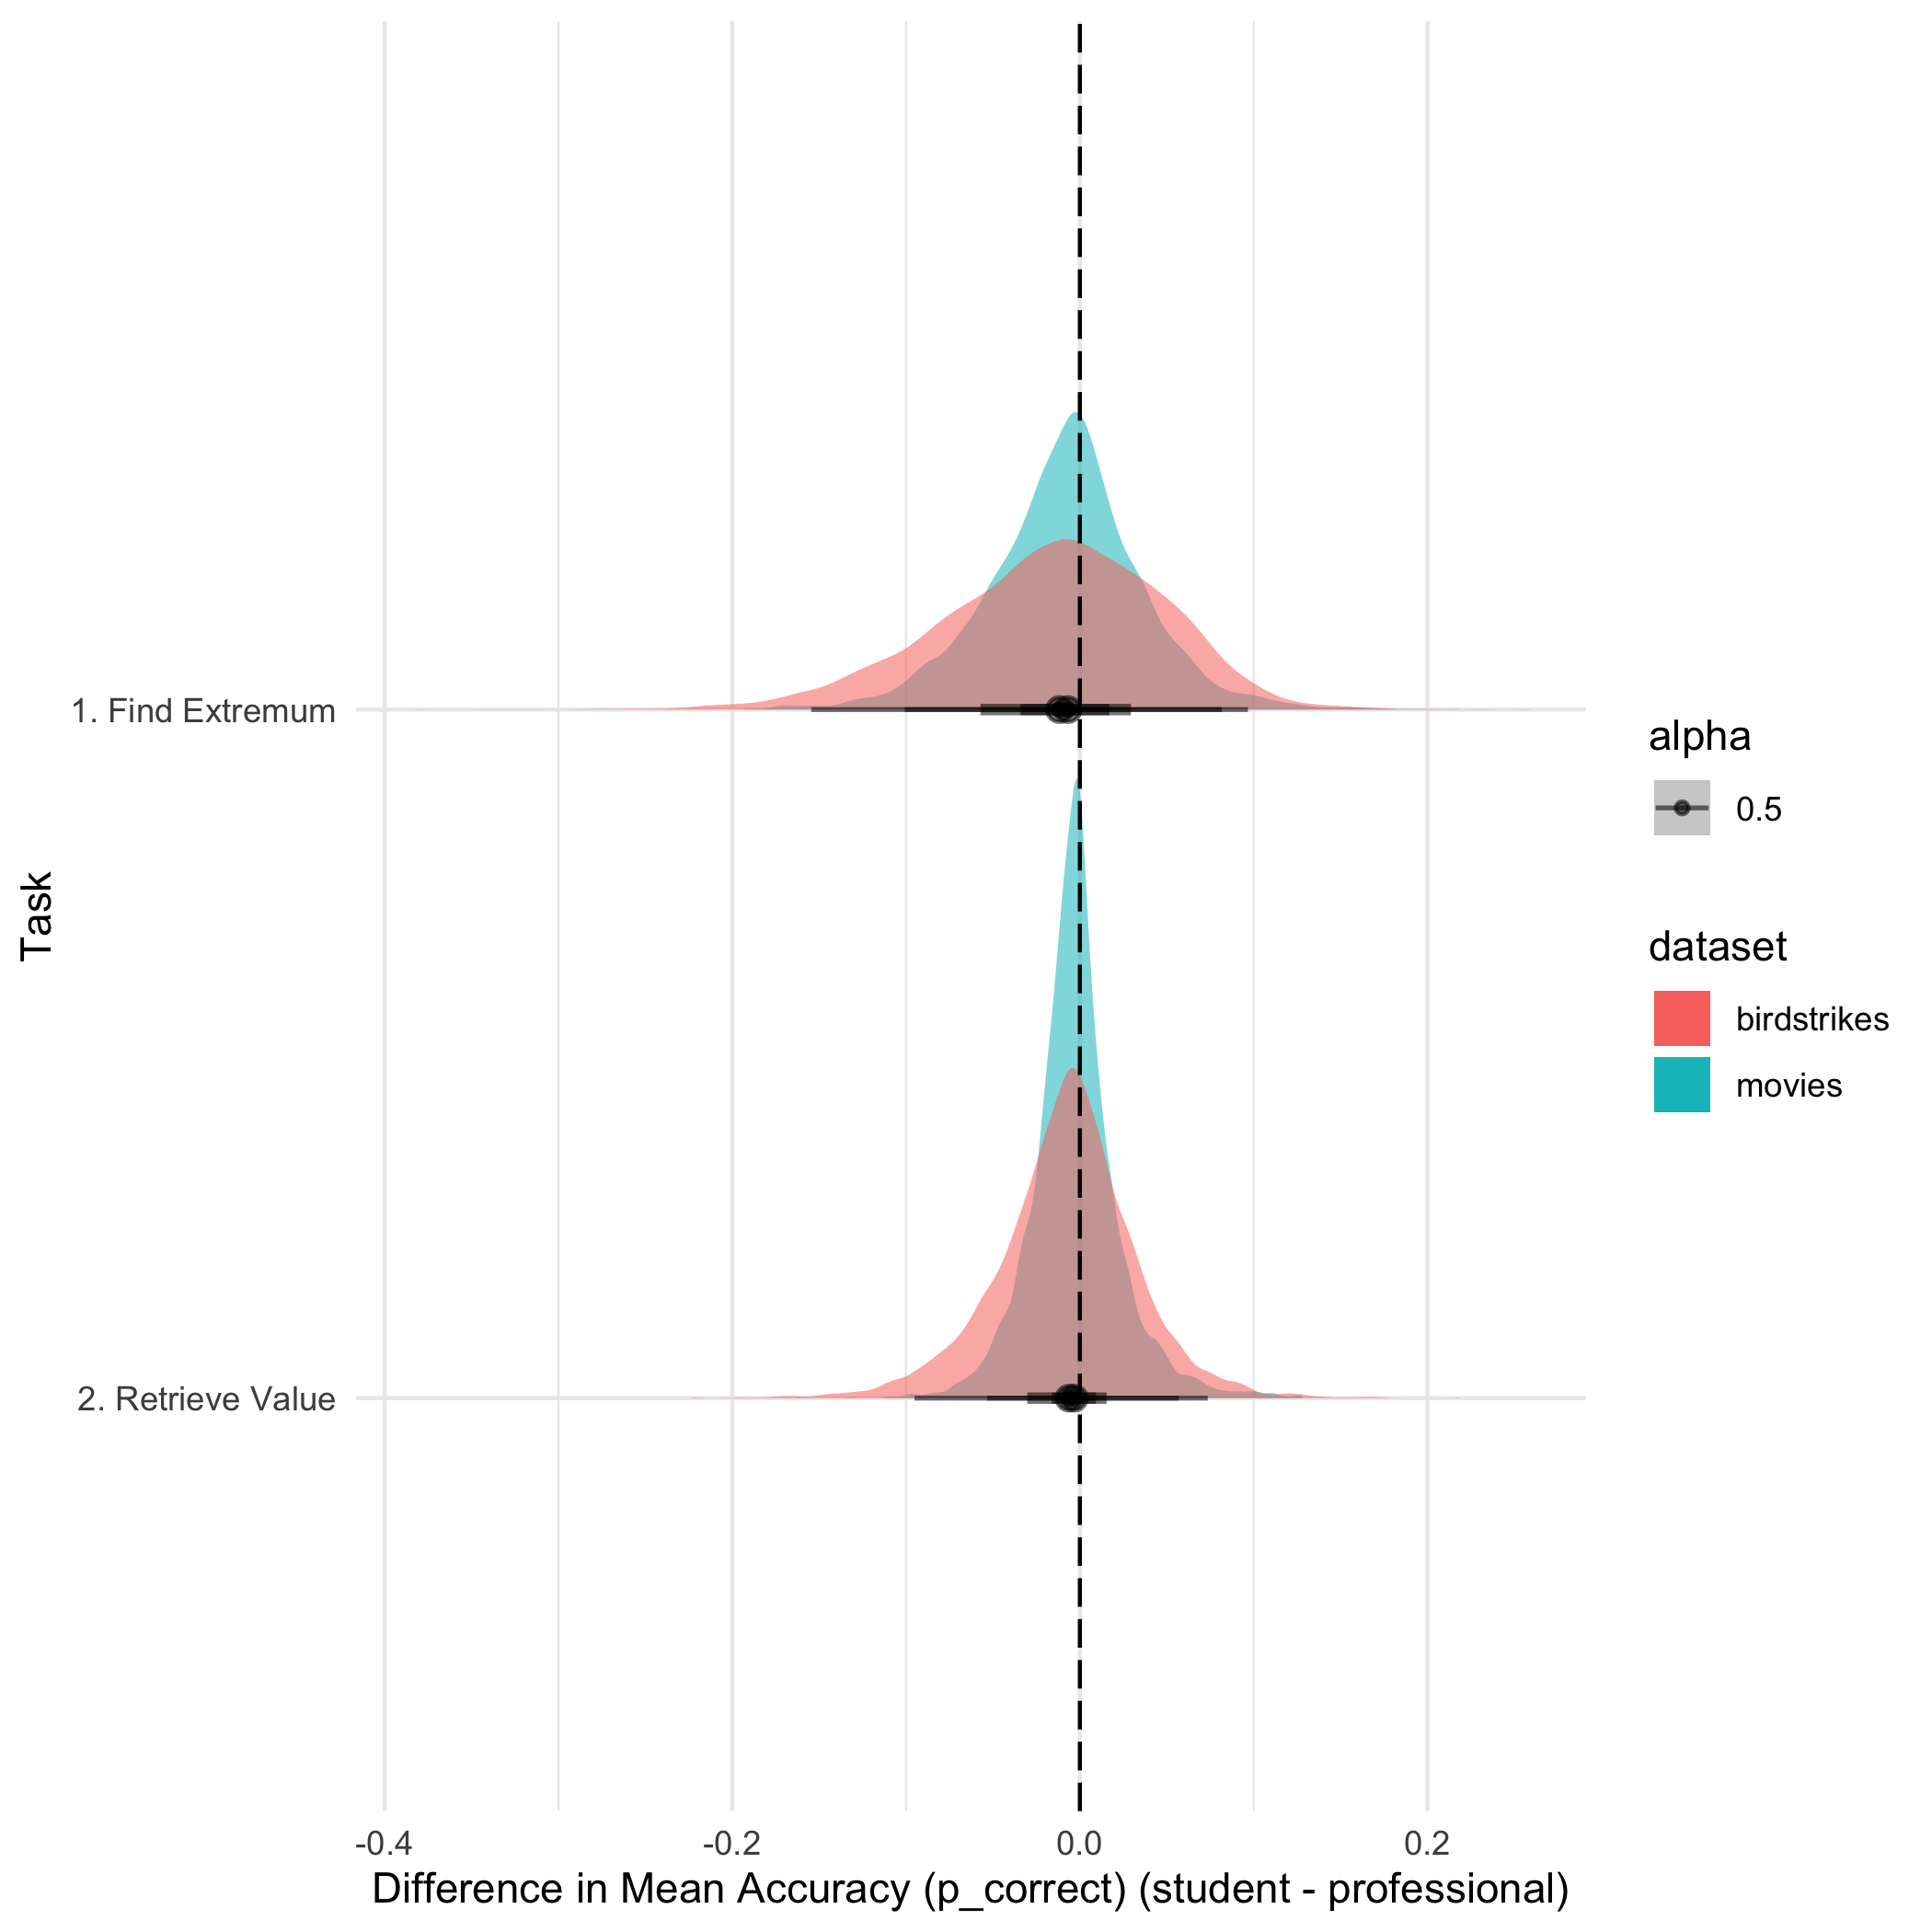 Task
1. Find Extremum
2. Retrieve Value
-0.4
-0.2
0.0
0.2
Difference in Mean Accuracy (p_correct) (student - professional)
alpha
0.5
dataset
birdstrikes
movies